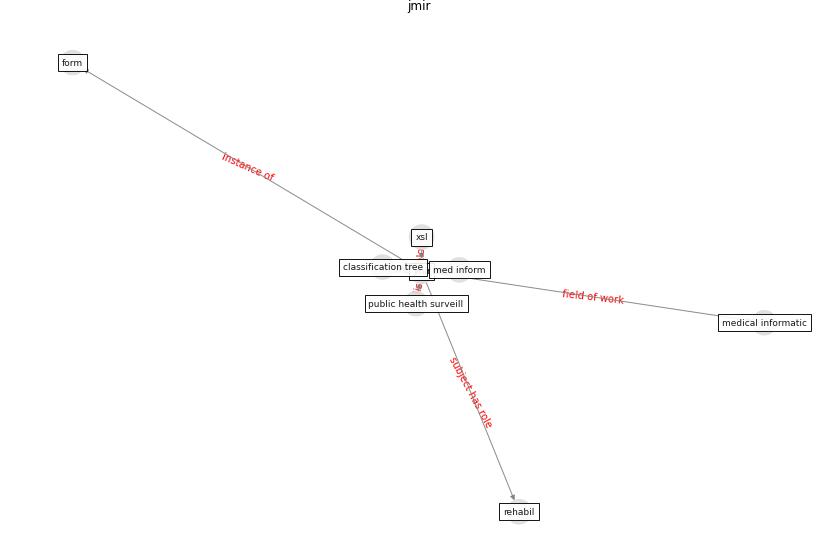 jmir
form
instance of
xsl
classification tree
med inform
public health surveill
field of work
medical informatic
subject has role
rehabil